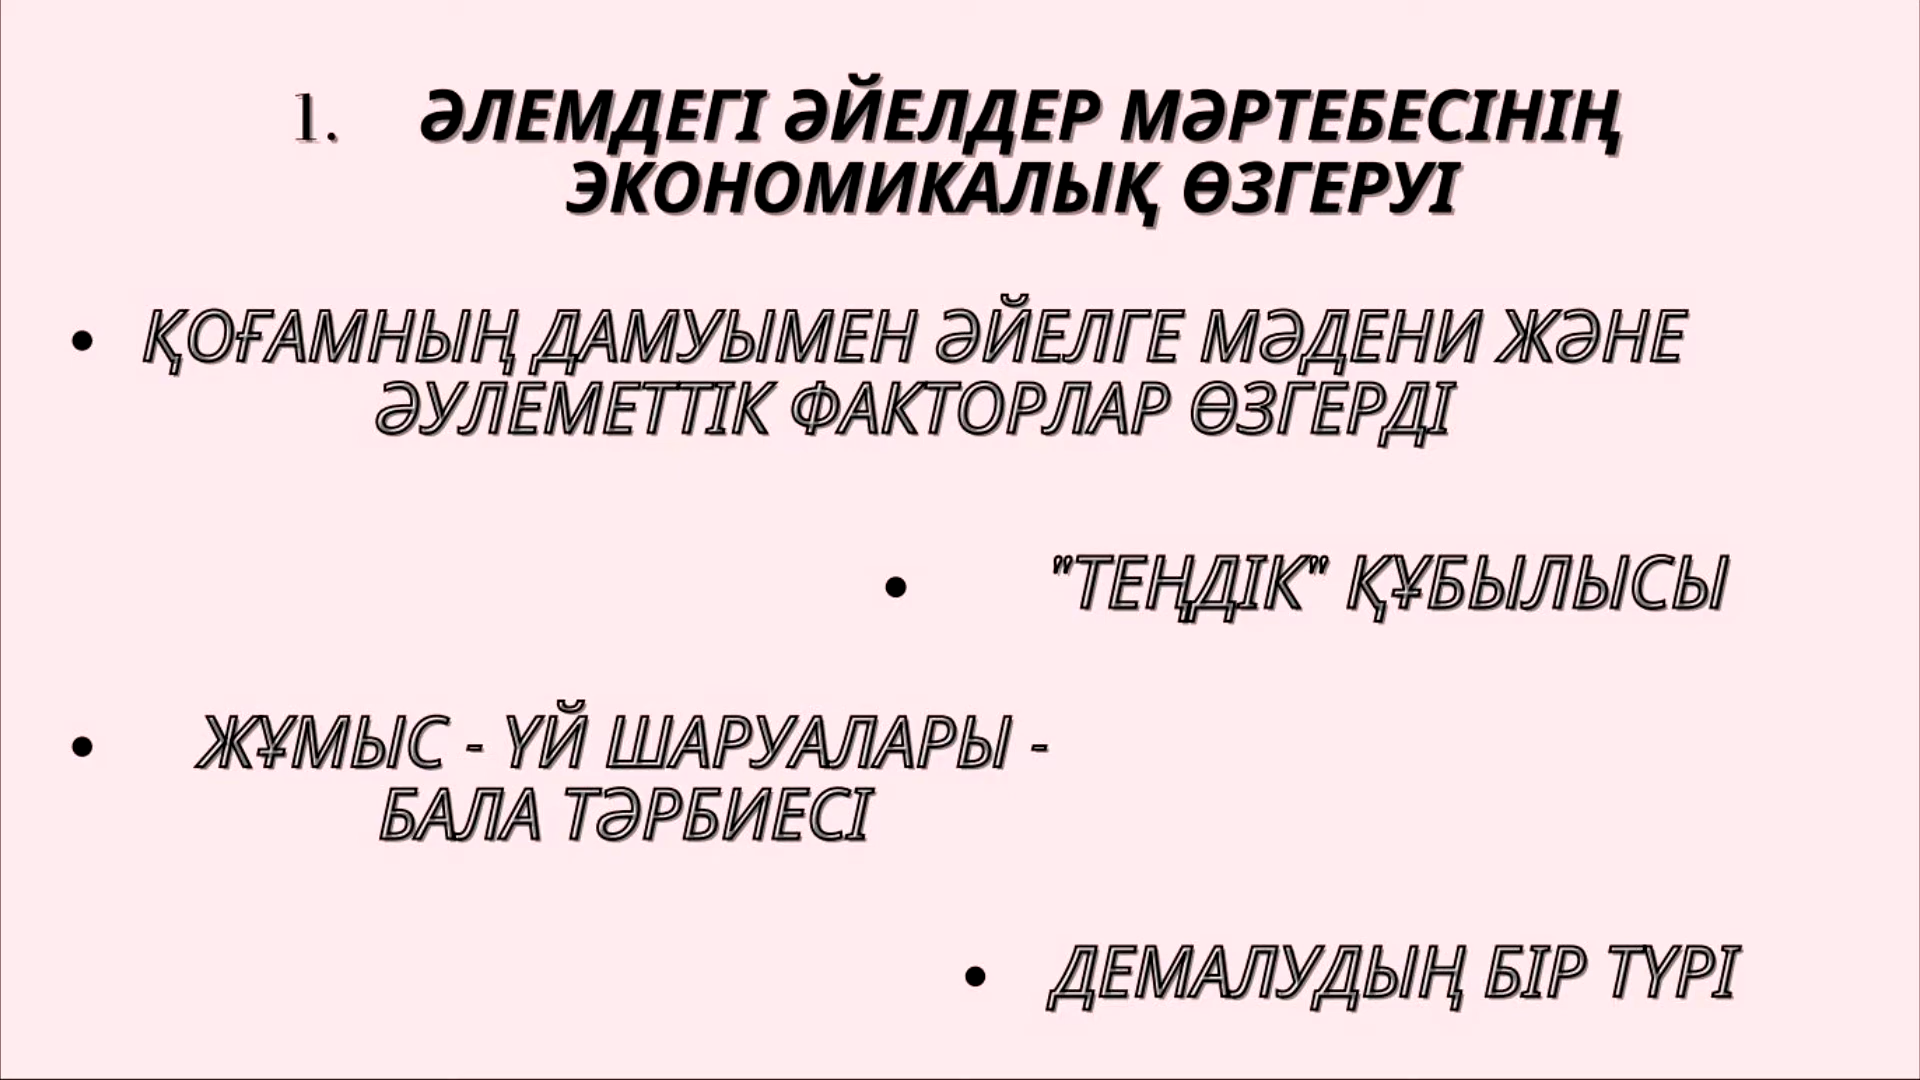 1. ӘЛЕМДЕГІ ӘЙЕЛДЕР МӘРТЕБЕСІНІҢ
ЭКОНОМИКАЛЫҚ ӨЗГЕРУІ
• ҚОҒАМНЫҢ ДАМУЫМЕН ӘЙЕЛГЕ МӘДЕНИ ЖӘНЕ
ӘУЛЕМЕТТІК ФАКТОРЛАР ӨЗГЕРДІ
• "ТЕҢДІК" ҚҰБЫЛЫСЫ
• ЖҰМЫС - ҮЙ ШАРУАЛАРЫ -
БАЛА ТӘРБИЕСІ
• ДЕМАЛУДЫҢ БІР ТҮРІ